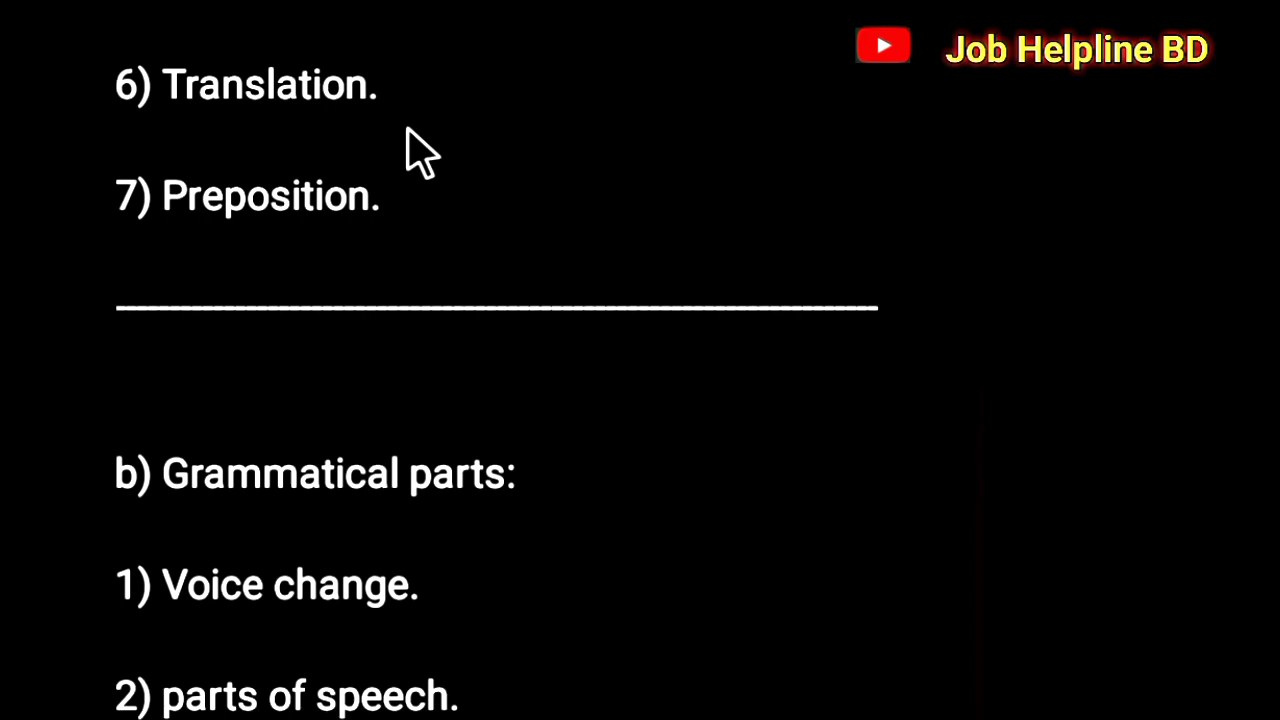 Job Helpline BD
6) Translation.
7) Preposition.
b) Grammatical parts:
1) Voice change.
2) parts of speech.